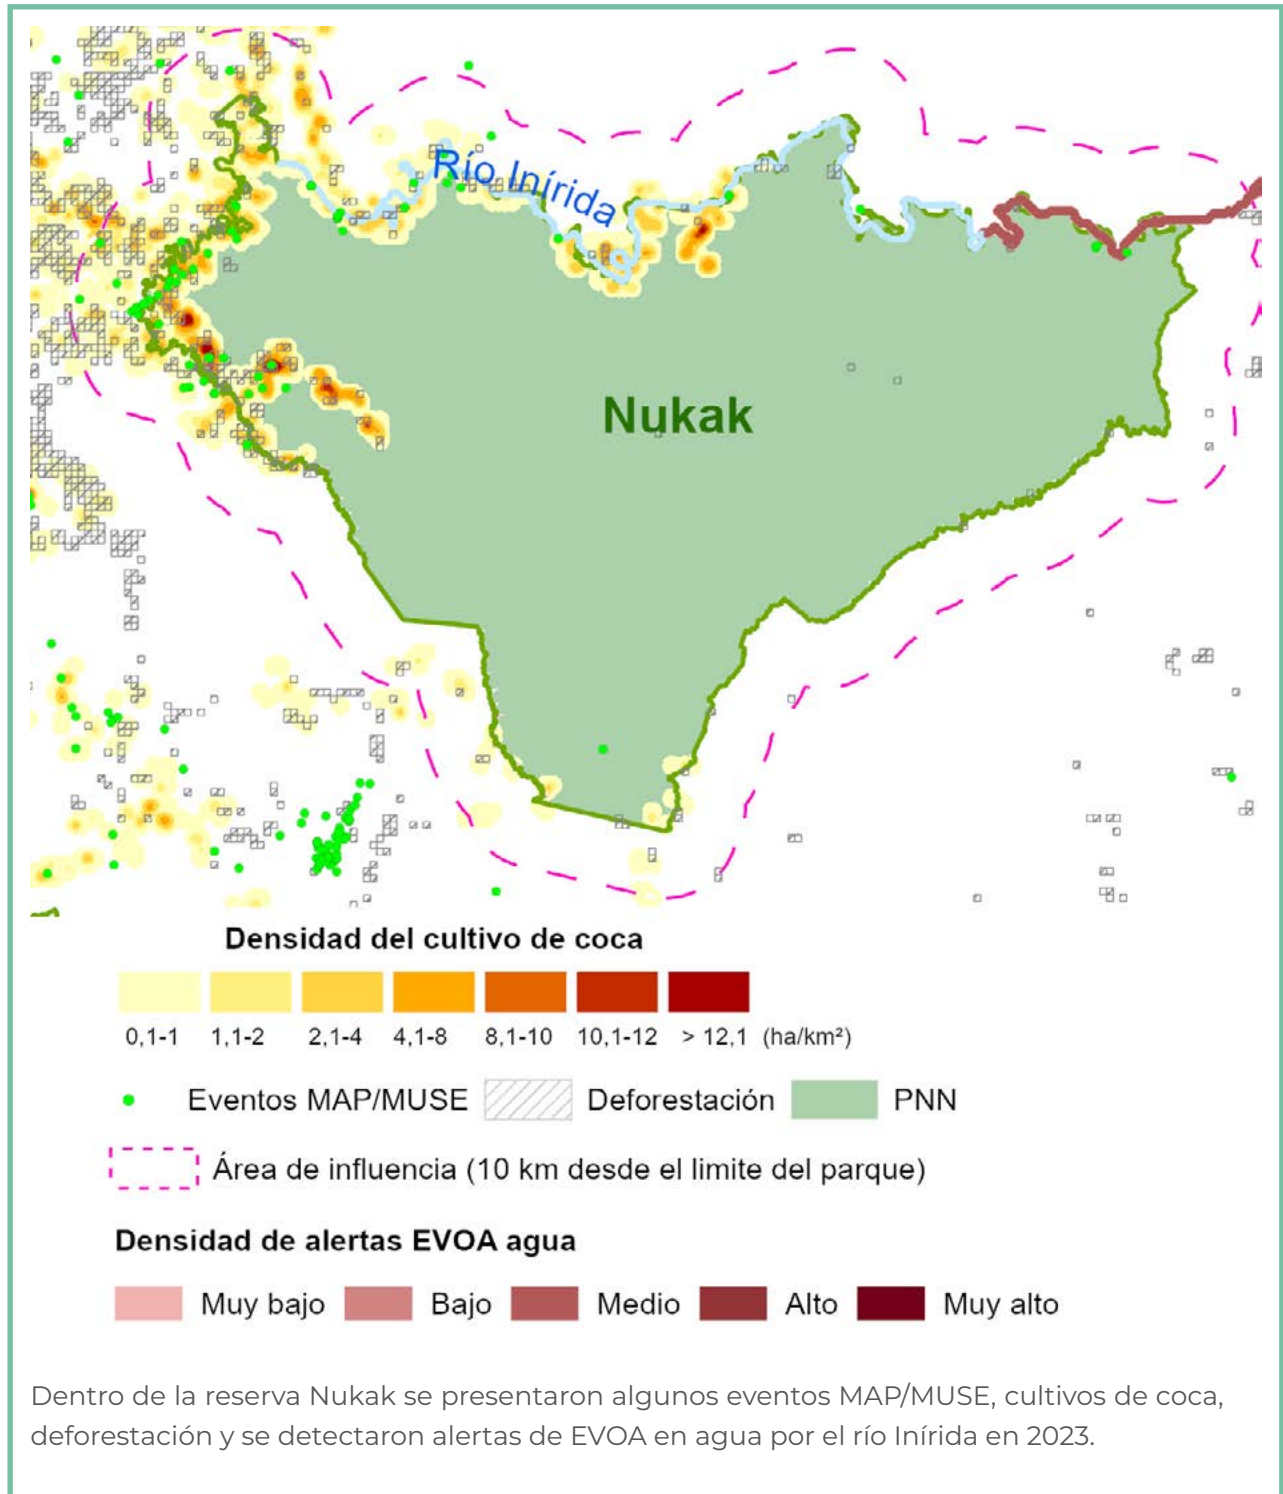 Río Inírida
Nukak
Densidad del cultivo de coca
0,1-1 1,1-2 2,1-4 4,1-8 8,1-10 10,1-12 > 12,1 (ha/km²)
Eventos MAP/MUSE Deforestación PNN
Área de influencia (10 km desde el limite del parque)
Densidad de alertas EVOA agua
Muy bajo Bajo Medio Alto Muy alto
Dentro de la reserva Nukak se presentaron algunos eventos MAP/MUSE, cultivos de coca,
deforestación y se detectaron alertas de EVOA en agua por el río Inírida en 2023.